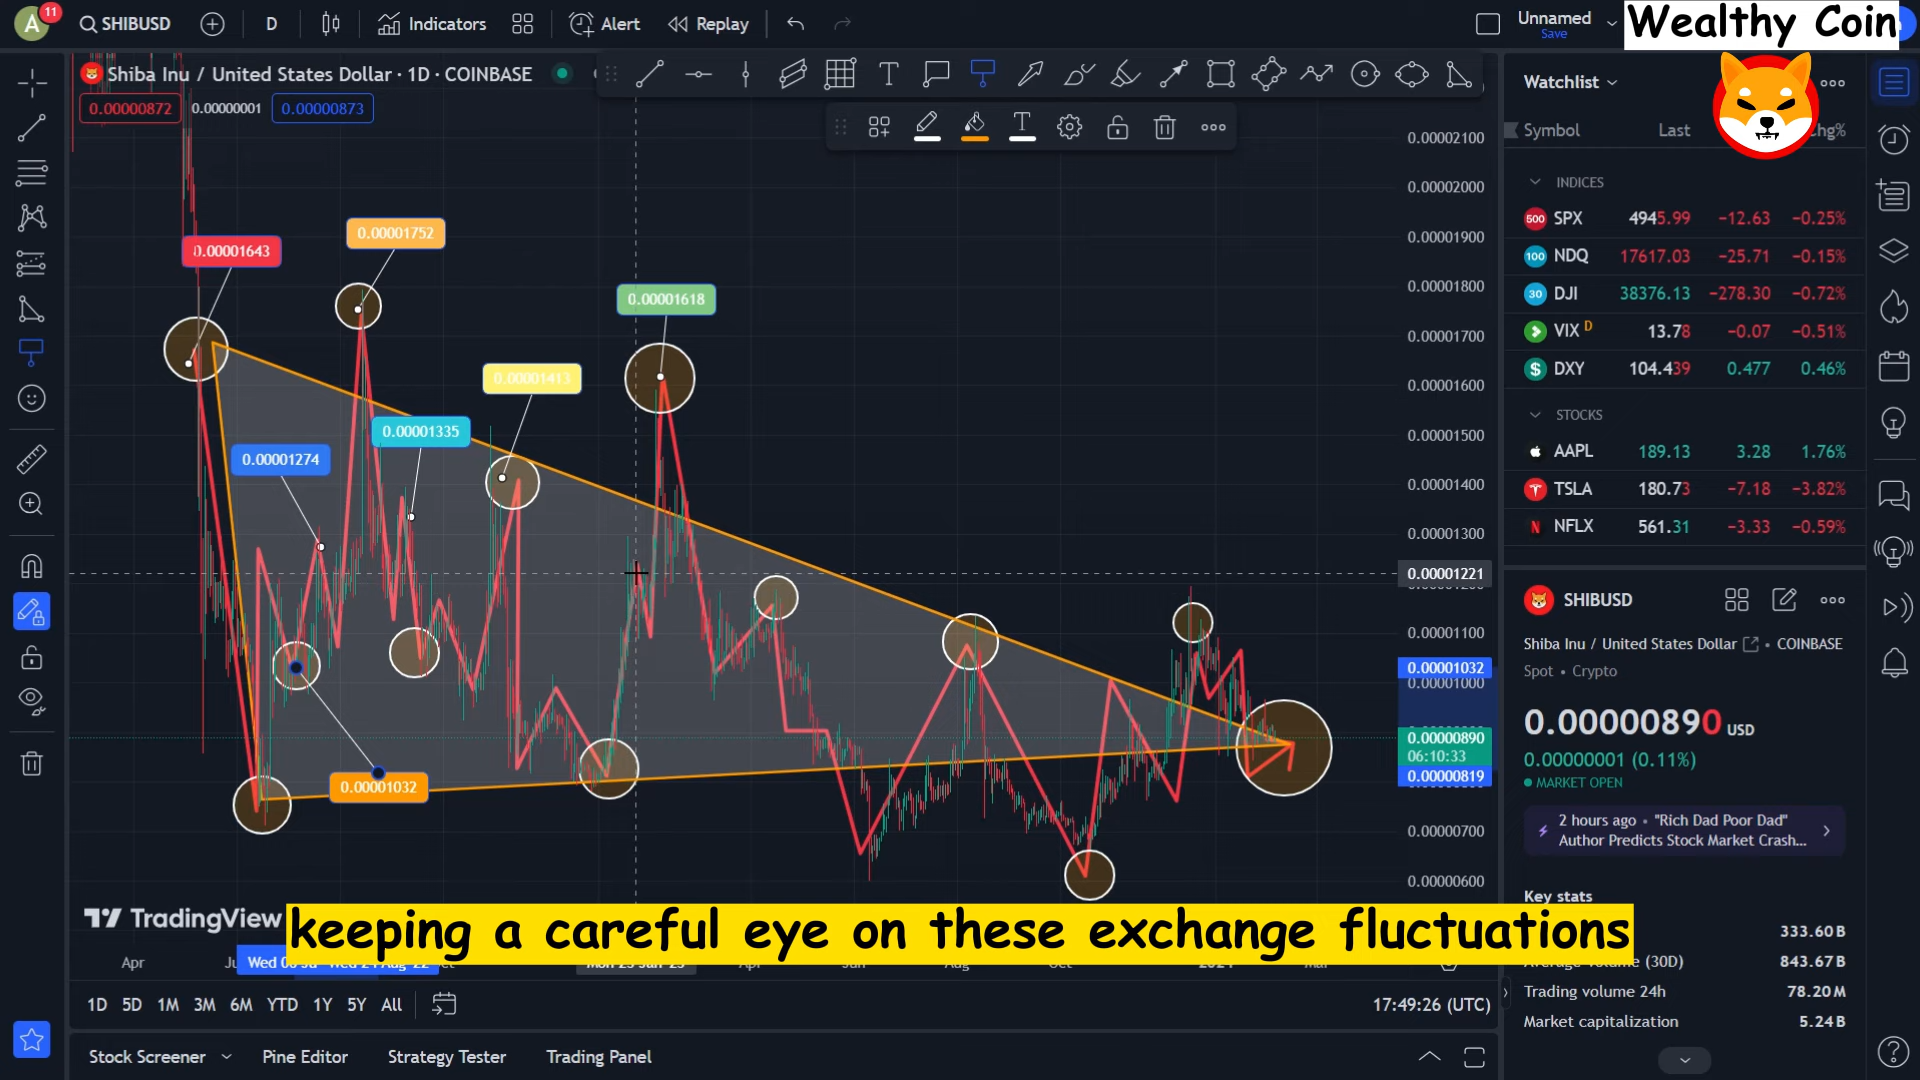 A 11 SHIBUSD D Indicators Alert Replay Unnamed
Save
Wealthy Coin
Shiba Inu / United States Dollar · 1D · COINBASE
0.00000872 0.00000001 0.00000873
Watchlist
Symbol Last Chg%
INDICES
500 SPX 4945.99 −12.63 −0.25%
100 NDQ 17617.03 −25.71 −0.15%
30 DJI 38376.13 −278.30 −0.72%
VIX D 13.78 −0.07 −0.51%
$ DXY 104.439 0.477 0.46%
STOCKS
AAPL 189.13 3.28 1.76%
TSLA 180.73 −7.18 −3.82%
N NFLX 561.31 −3.33 −0.59%
0.00002100
0.00002000
0.00001900
0.00001800
0.00001700
0.00001600
0.00001500
0.00001400
0.00001300
0.00001221
0.00001100
0.00001032
0.00001000
0.00000890
06:10:33
0.00000819
0.00000700
0.00000600
0.00001643
0.00001752
0.00001618
0.00001413
0.00001335
0.00001274
0.00001032
SHIBUSD
Shiba Inu / United States Dollar • COINBASE
Spot • Crypto
0.00000890 USD
0.00000001 (0.11%)
MARKET OPEN
2 hours ago • "Rich Dad Poor Dad"
Author Predicts Stock Market Crash...
Key stats
333.60B
(30D) 843.67B
Trading volume 24h 78.20M
Market capitalization 5.24B
TradingView
keeping a careful eye on these exchange fluctuations
Apr
1D 5D 1M 3M 6M YTD 1Y 5Y All 17:49:26 (UTC)
Stock Screener Pine Editor Strategy Tester Trading Panel